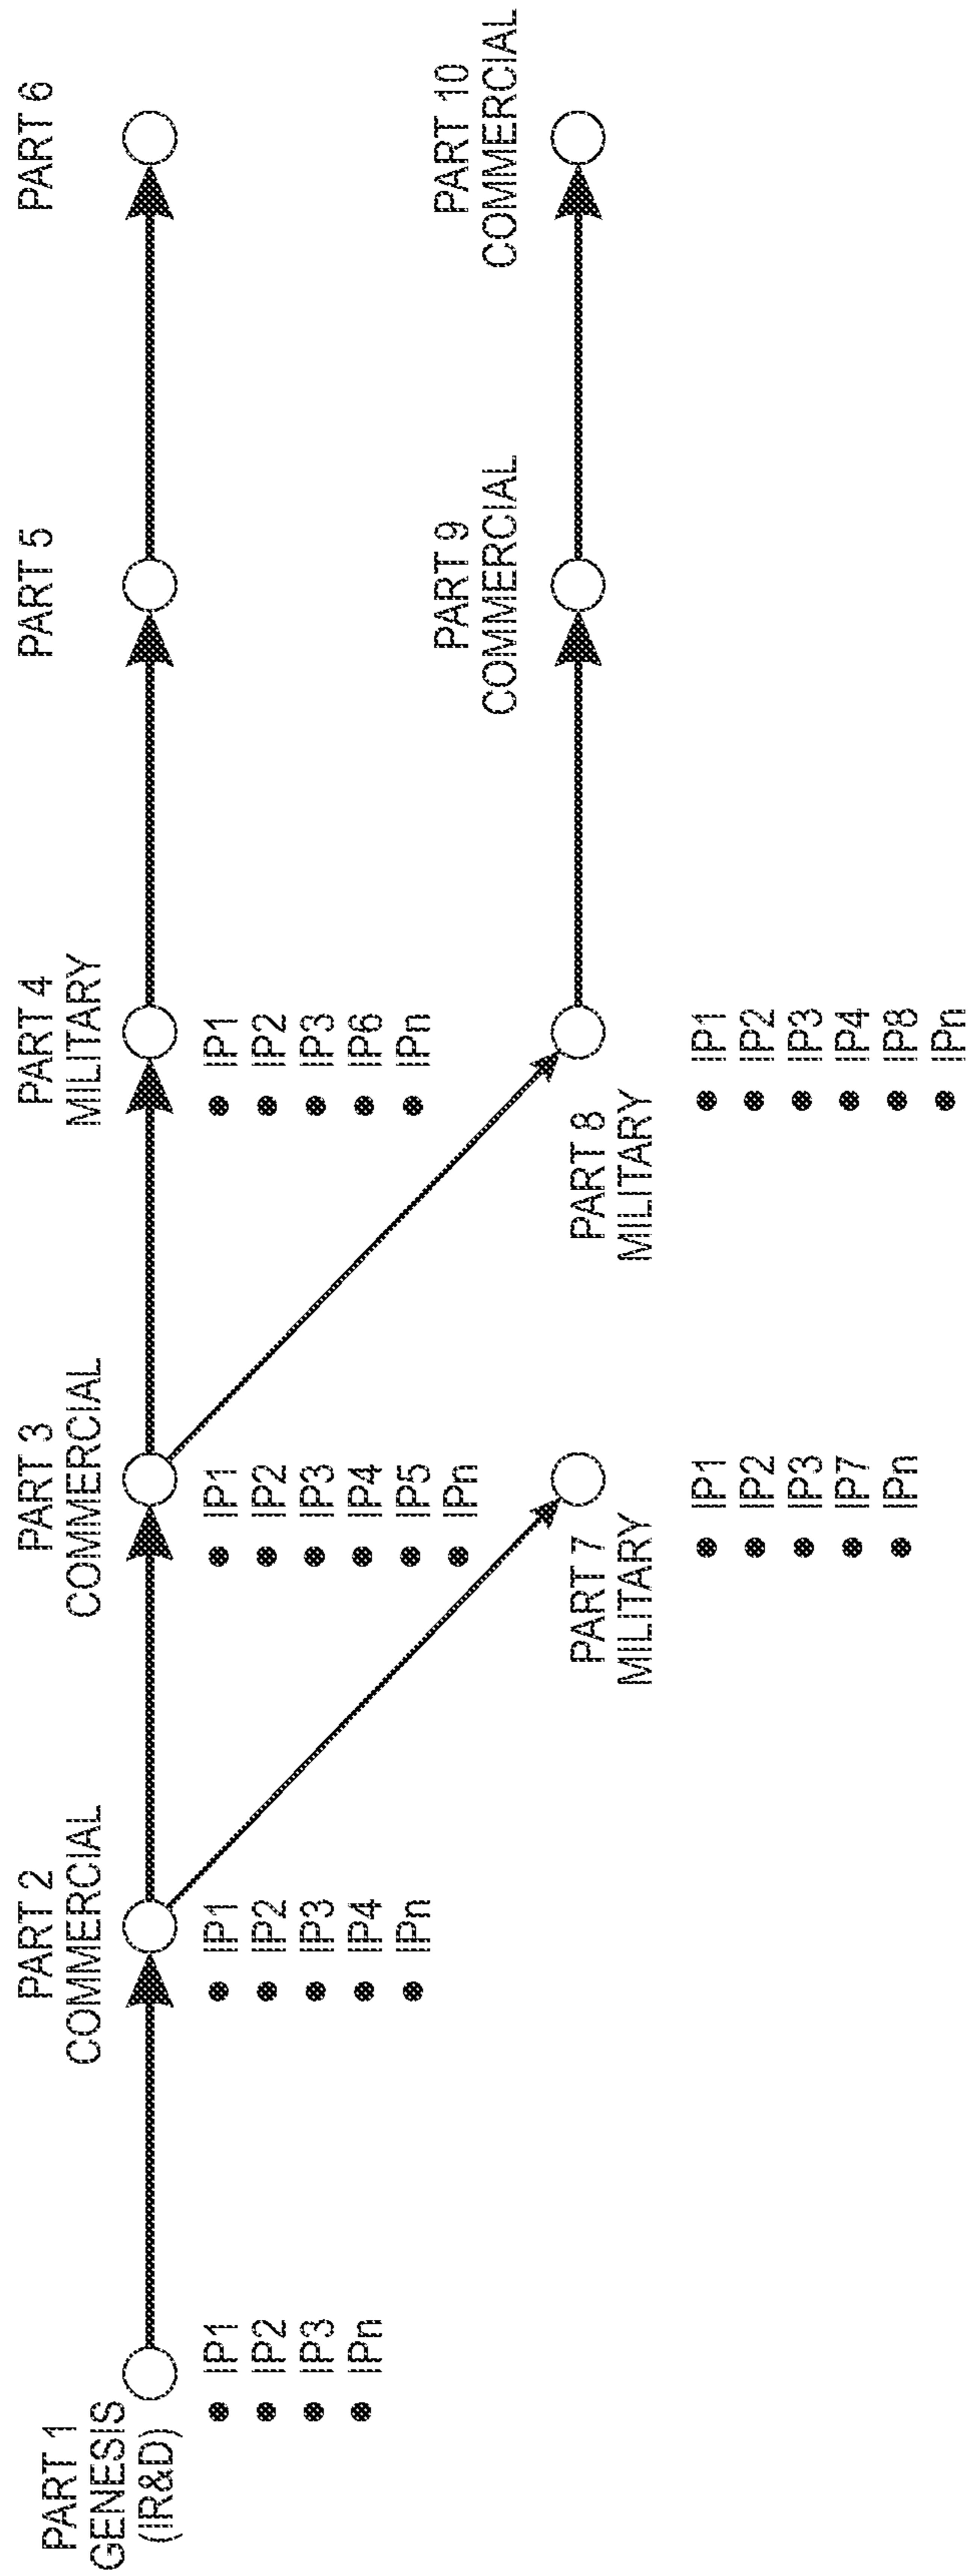 PART 1
GENESIS
(IR&D)
IP1
IP2
IP3
IPn
PART 2
COMMERCIAL
IP1
IP2
IP3
IP4
IPn
PART 3
COMMERCIAL
IP1
IP2
IP3
IP4
IP5
IPn
PART 4
MILITARY
IP1
IP2
IP3
IP6
IPn
PART 5
PART 6
PART 7
MILITARY
IP1
IP2
IP3
IP7
IPn
PART 8
MILITARY
IP1
IP2
IP3
IP4
IP8
IPn
PART 9
COMMERCIAL
PART 10
COMMERCIAL